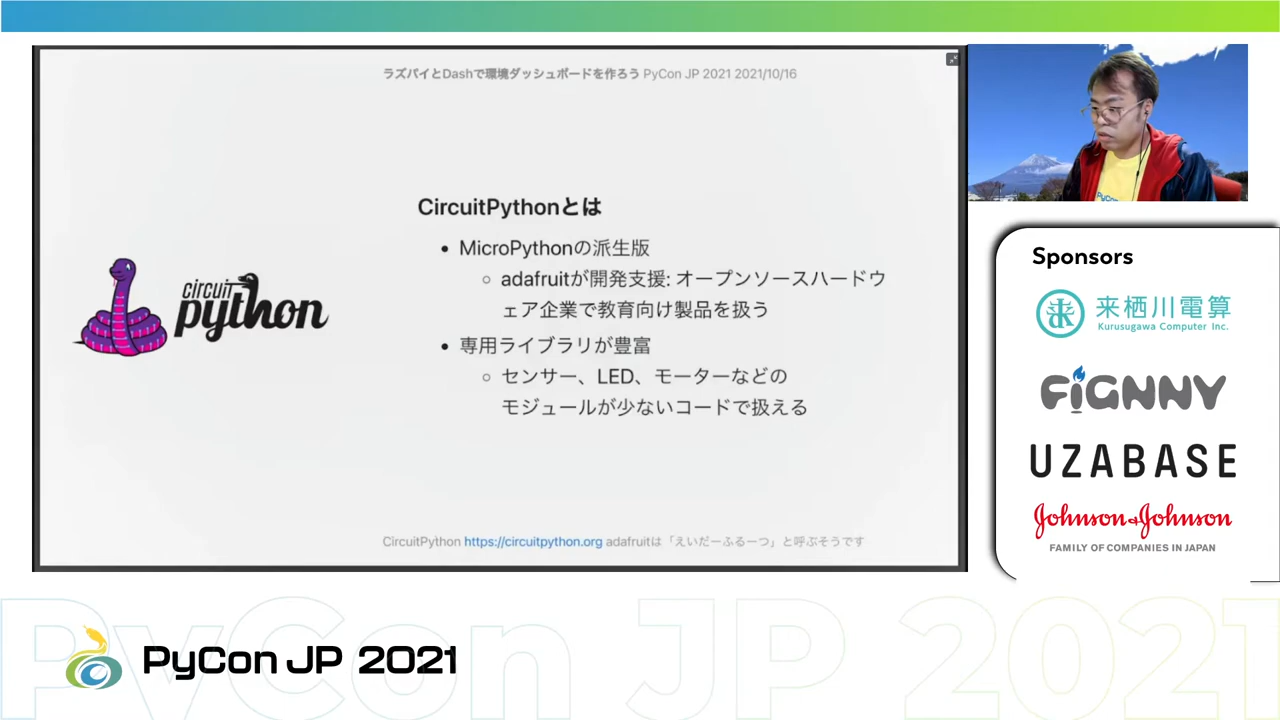 ラズパイとDashで環境ダッシュボードを作ろう PyCon JP 2021 2021/10/16
CircuitPythonとは
• MicroPythonの派生版
◦ adafruitが開発支援: オープンソースハードウ
ェア企業で教育向け製品を扱う
• 専用ライブラリが豊富
◦ センサー、LED、モーターなどの
モジュールが少ないコードで扱える
circuit
python
CircuitPython https://circuitpython.org adafruitは「えいだーふるーつ」と呼ぶそうです
Sponsors
来栖川電算
Kurusugawa Computer Inc.
FiGNNY
UZABASE
Johnson&Johnson
FAMILY OF COMPANIES IN JAPAN
PyCon JP 2021
PyCon JP 2021